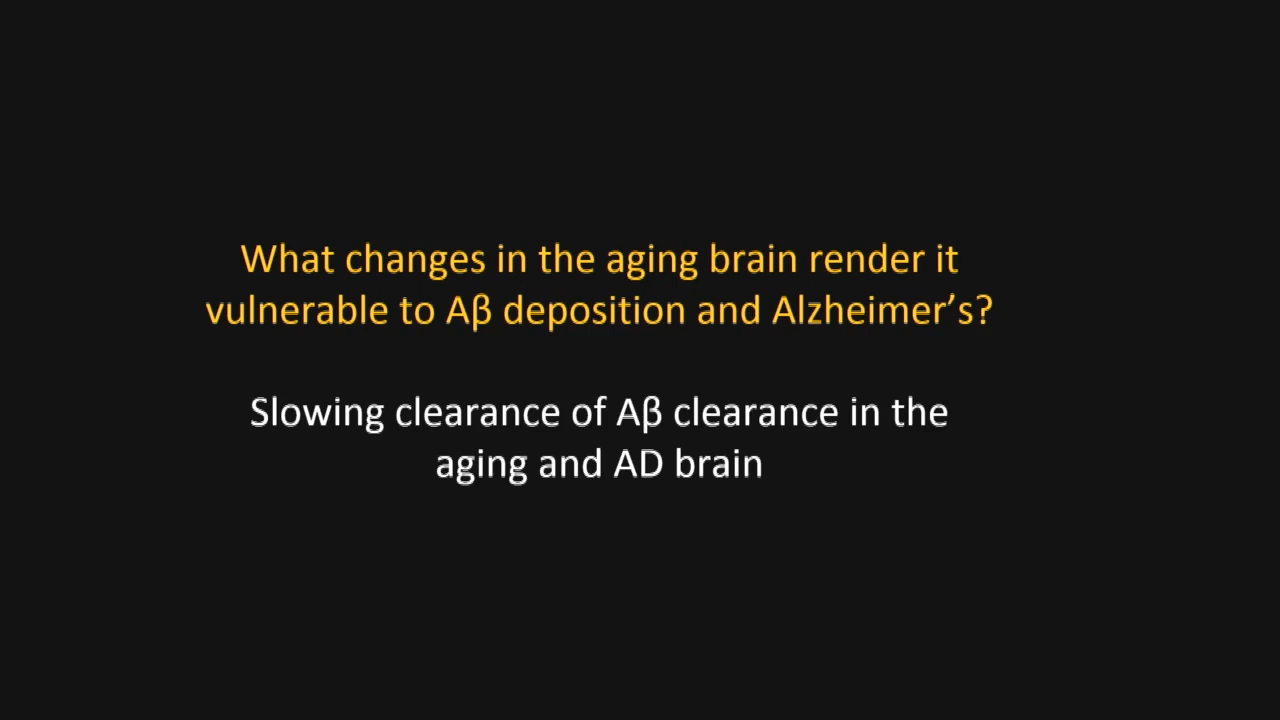 What changes in the aging brain render it
vulnerable to Aβ deposition and Alzheimer’s?
Slowing clearance of Aβ clearance in the
aging and AD brain